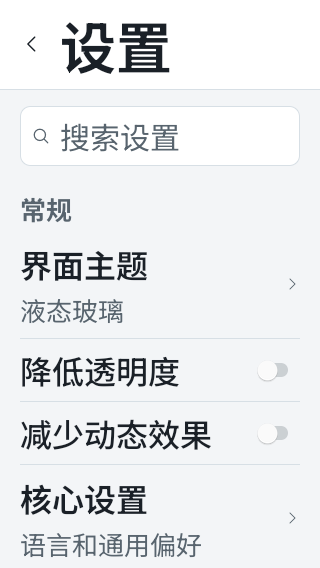 设置
搜索设置
常规
界面主题
液态玻璃
降低透明度
减少动态效果
核心设置
语言和通用偏好